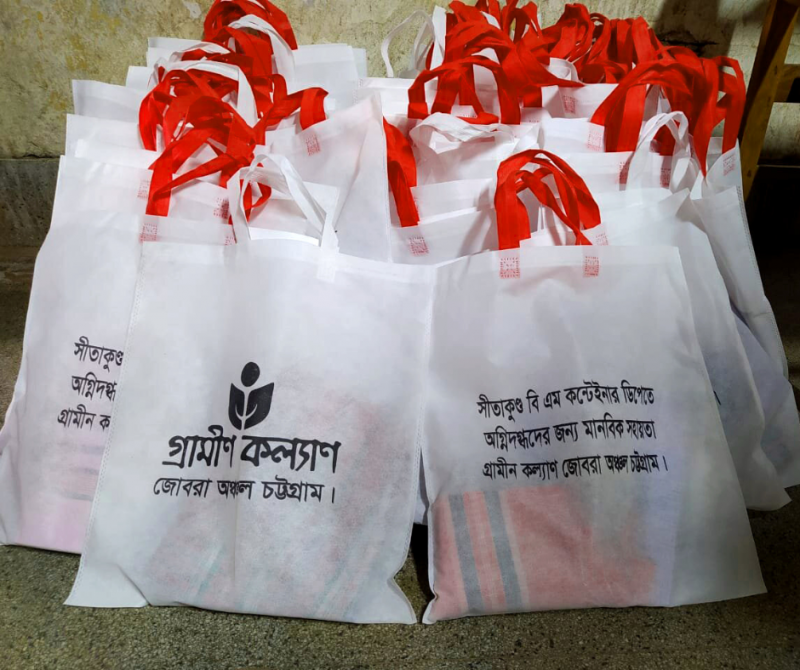 সীতাকুণ্ড
অগ্নিদগ্ধ
গ্রামীন ক
গ্রামীণ কল্যাণ
জোবরা অঞ্চল চট্টগ্রাম।
সীতাকুণ্ড বি এম কন্টেইনার ডিপোতে
অগ্নিদগ্ধদের জন্য মানবিক সহায়তা
গ্রামীন কল্যাণ জোবরা অঞ্চল চট্টগ্রাম।